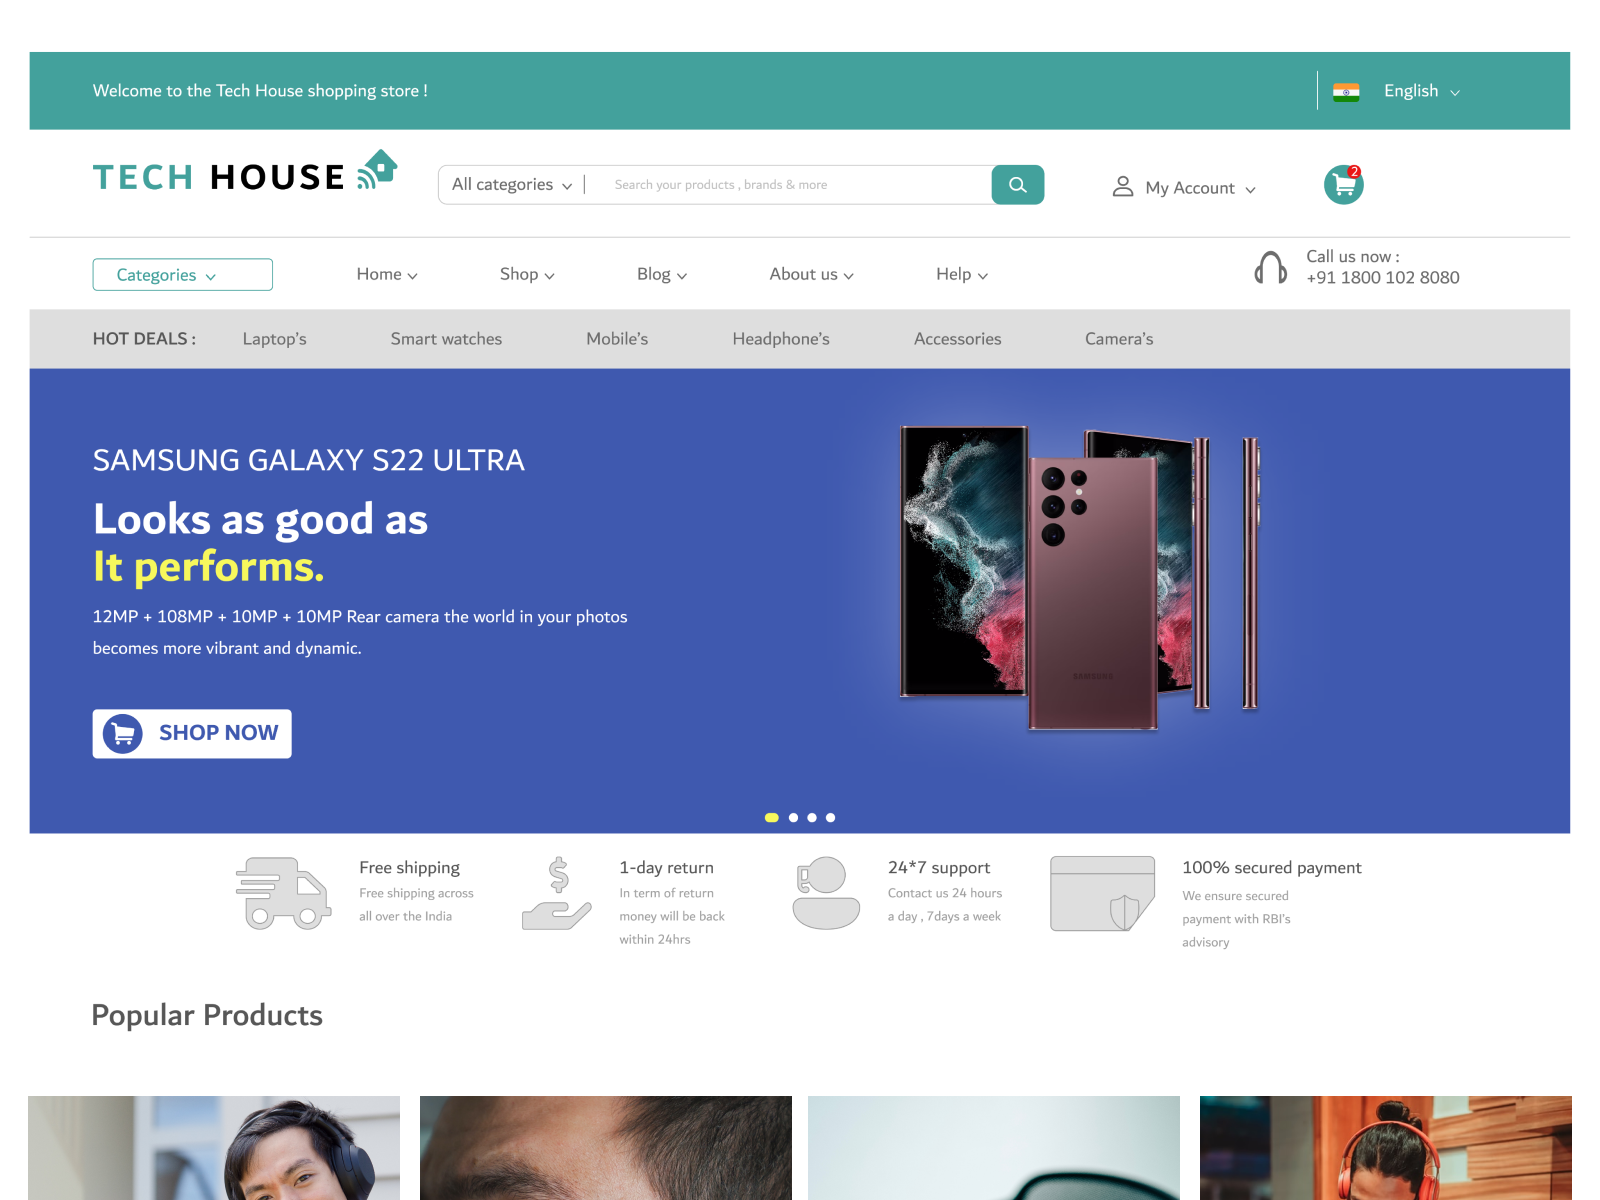 Welcome to the Tech House shopping store !
English
TECH HOUSE
All categories
Search your products , brands & more
My Account
2
Categories
Home
Shop
Blog
About us
Help
Call us now :
+91 1800 102 8080
HOT DEALS :
Laptop's
Smart watches
Mobile's
Headphone's
Accessories
Camera's
SAMSUNG GALAXY S22 ULTRA
Looks as good as
It performs.
12MP + 108MP + 10MP + 10MP Rear camera the world in your photos
becomes more vibrant and dynamic.
SAMSUNG
SHOP NOW
Free shipping
Free shipping across
all over the India
$
1-day return
In term of return
money will be back
within 24hrs
24*7 support
Contact us 24 hours
a day , 7days a week
100% secured payment
We ensure secured
payment with RBI's
advisory
Popular Products